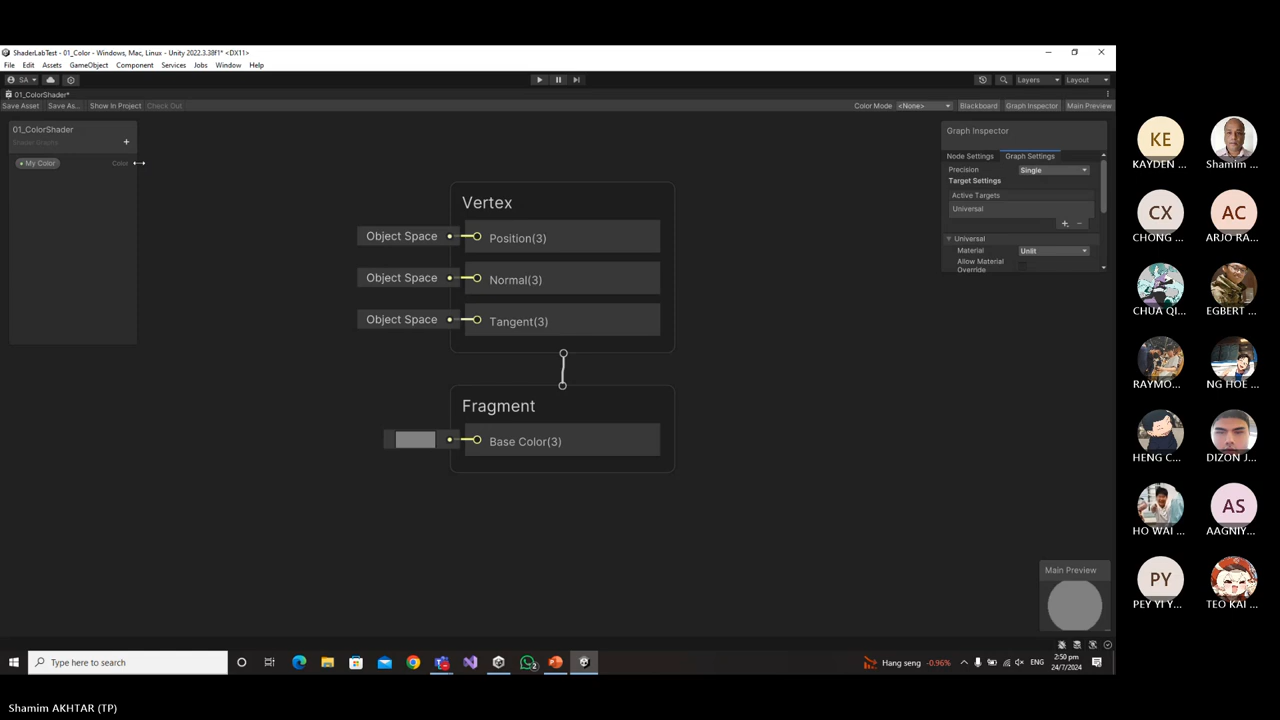 ShaderLabTest - 01_Color - Windows, Mac, Linux - Unity 2022.3.38f1* <DX11>
File Edit Assets GameObject Component Services Jobs Window Help
SA Layers Layout
01_ColorShader*
Save Asset Save As... Show In Project Check Out Color Mode <None> Blackboard Graph Inspector Main Preview
01_ColorShader
Shader Graphs
My Color Color
Vertex
Object Space Position(3)
Object Space Normal(3)
Object Space Tangent(3)
Fragment
Base Color(3)
Graph Inspector
Node Settings Graph Settings
Precision Single
Target Settings
Active Targets
Universal
+ -
Universal
Material Unlit
Allow Material
Override
Main Preview
KAYDEN Shamim ...
CX AC
CHONG ARJO RA...
CHUA QI... EGBERT ...
RAYMO... NG HOE ...
HENG C... DIZON J...
AS
HO WAI ... AAGNIY...
PY
PEY YI Y... TEO KAI ...
KE
Type here to search
2
Hang seng -0.96% ENG
2:50 pm
24/7/2024
Shamim AKHTAR (TP)